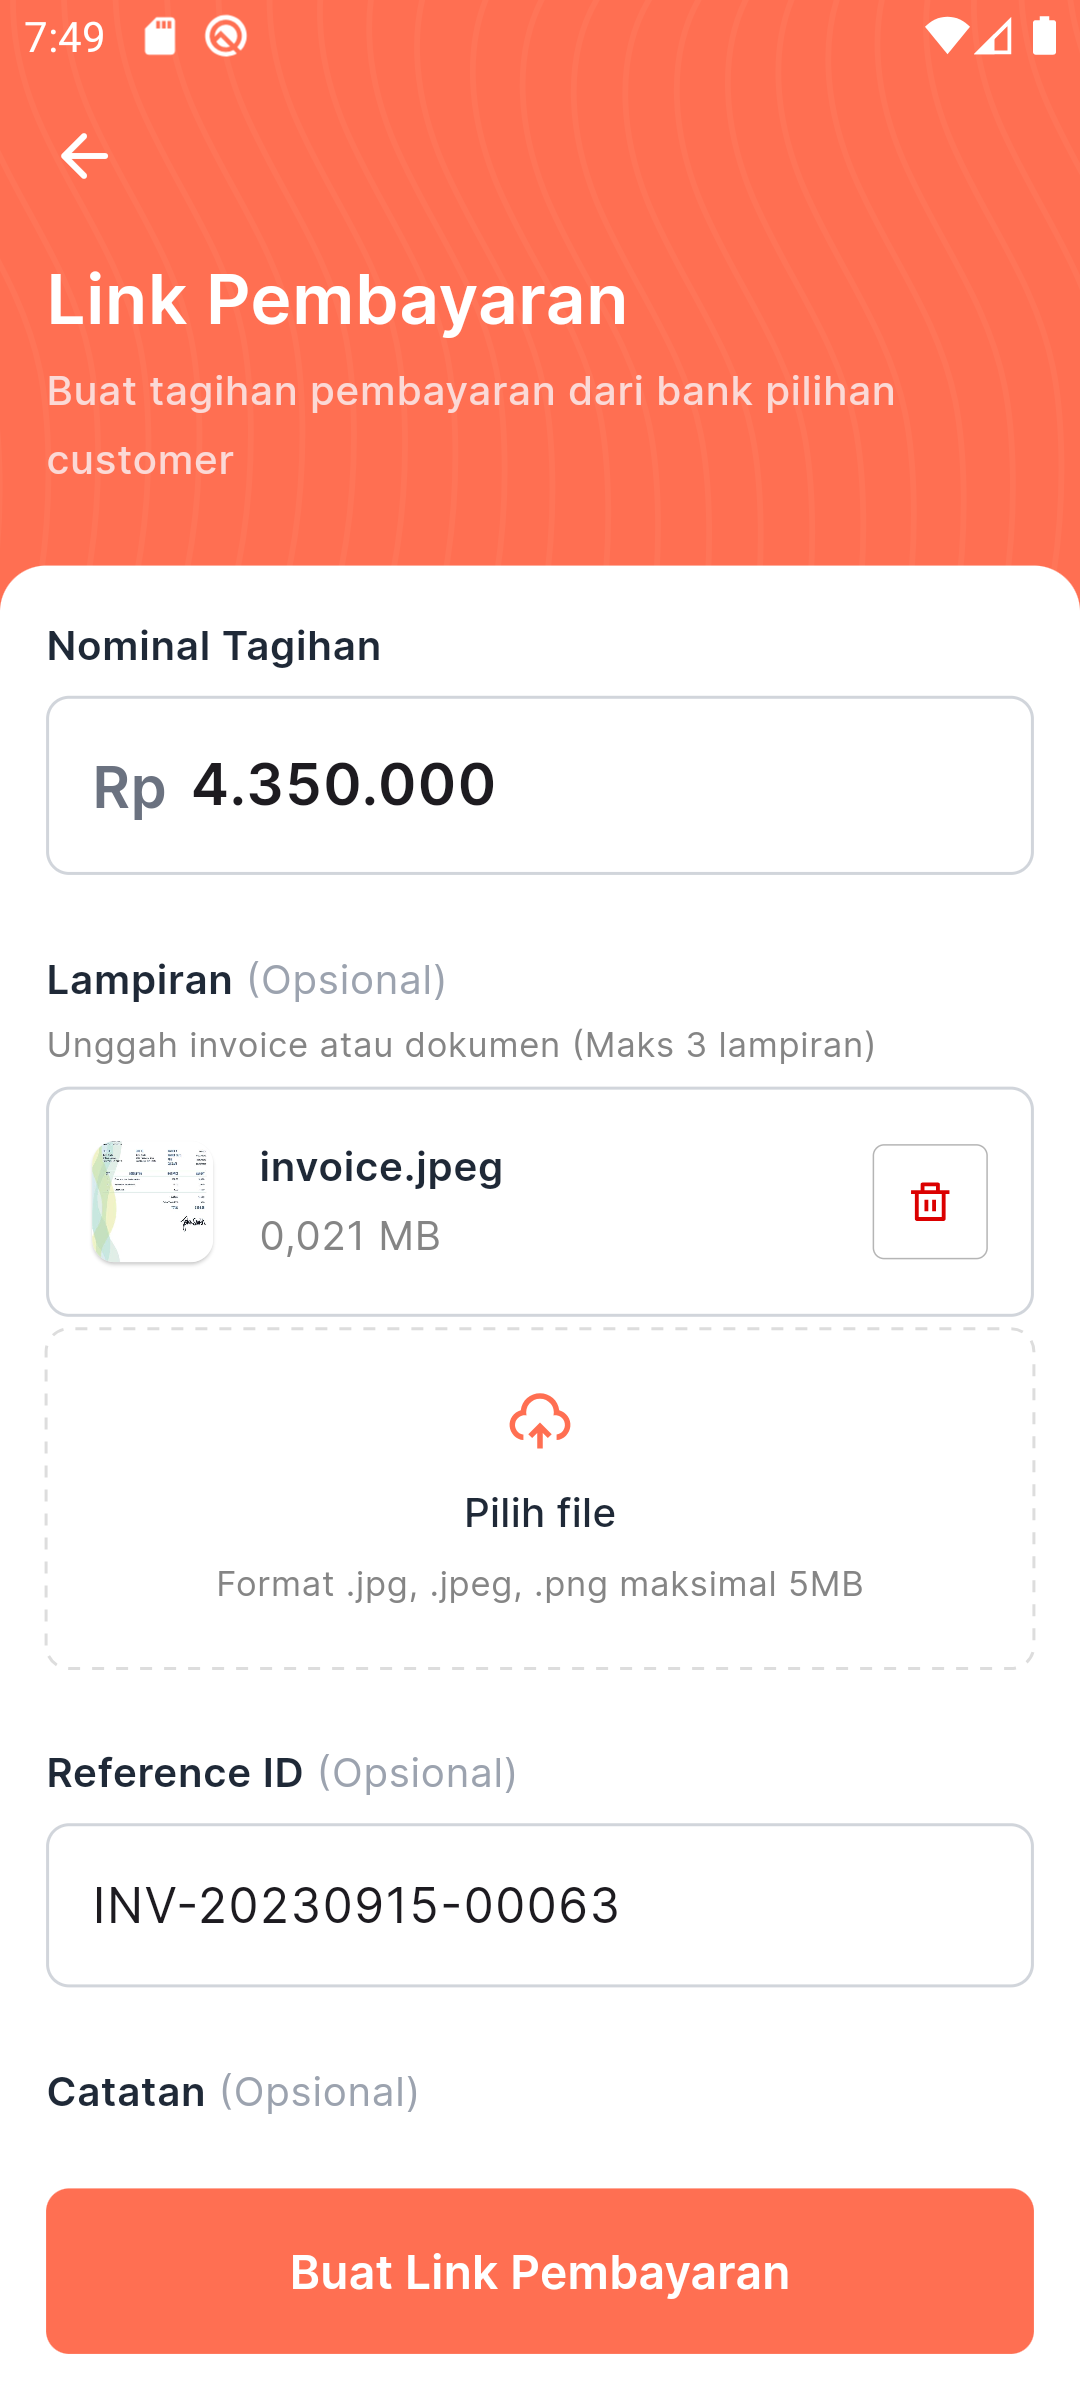 7:49
Link Pembayaran
Buat tagihan pembayaran dari bank pilihan
customer
Nominal Tagihan
Rp 4.350.000
Lampiran (Opsional)
Unggah invoice atau dokumen (Maks 3 lampiran)
invoice.jpeg
0,021 MB
Pilih file
Format .jpg, .jpeg, .png maksimal 5MB
Reference ID (Opsional)
INV-20230915-00063
Catatan (Opsional)
Buat Link Pembayaran